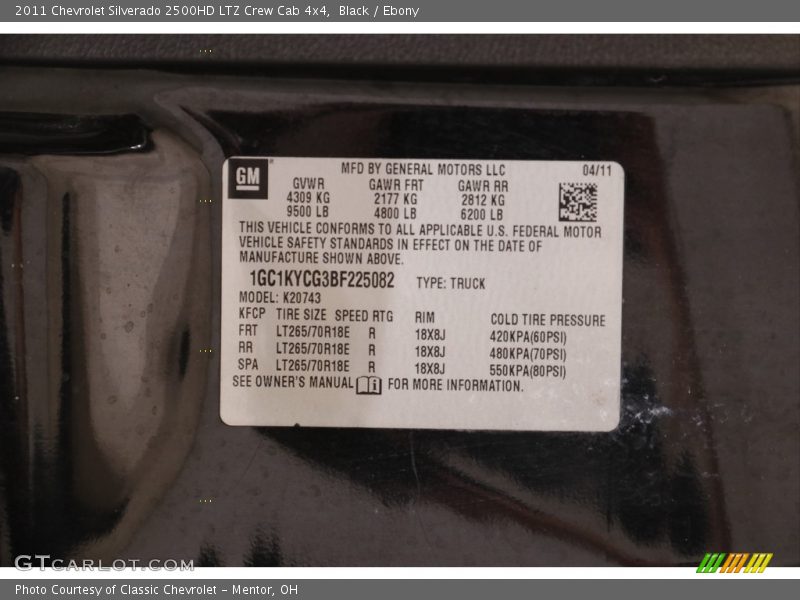 2011 Chevrolet Silverado 2500HD LTZ Crew Cab 4x4, Black / Ebony
GM
MFD BY GENERAL MOTORS LLC 04/11
GVWR GAWR FRT GAWR RR
4309 KG 2177 KG 2812 KG
9500 LB 4800 LB 6200 LB
THIS VEHICLE CONFORMS TO ALL APPLICABLE U.S. FEDERAL MOTOR
VEHICLE SAFETY STANDARDS IN EFFECT ON THE DATE OF
MANUFACTURE SHOWN ABOVE.
1GC1KYCG3BF225082 TYPE: TRUCK
MODEL: K20743
KFCP TIRE SIZE SPEED RTG RIM COLD TIRE PRESSURE
FRT LT265/70R18E R 18X8J 420KPA(60PSI)
RR LT265/70R18E R 18X8J 480KPA(70PSI)
SPA LT265/70R18E R 18X8J 550KPA(80PSI)
SEE OWNER'S MANUAL FOR MORE INFORMATION.
GTcarlot.com
Photo Courtesy of Classic Chevrolet - Mentor, OH